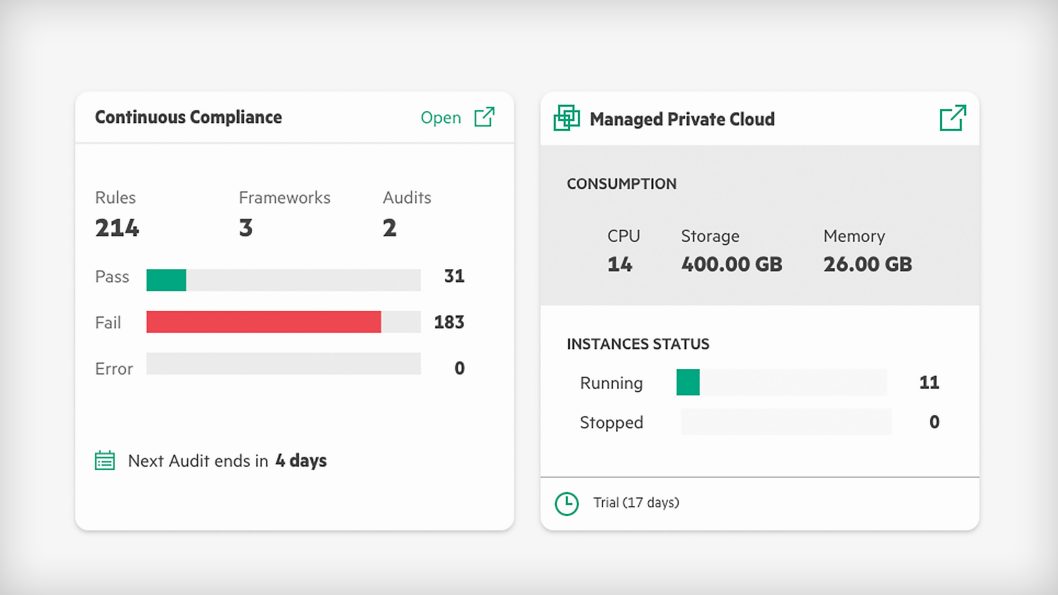 Continuous Compliance Open
Rules Frameworks Audits
214 3 2
Pass 31
Fail 183
Error 0
Next Audit ends in 4 days
Managed Private Cloud
CONSUMPTION
CPU Storage Memory
14 400.00 GB 26.00 GB
INSTANCES STATUS
Running 11
Stopped 0
Trial (17 days)